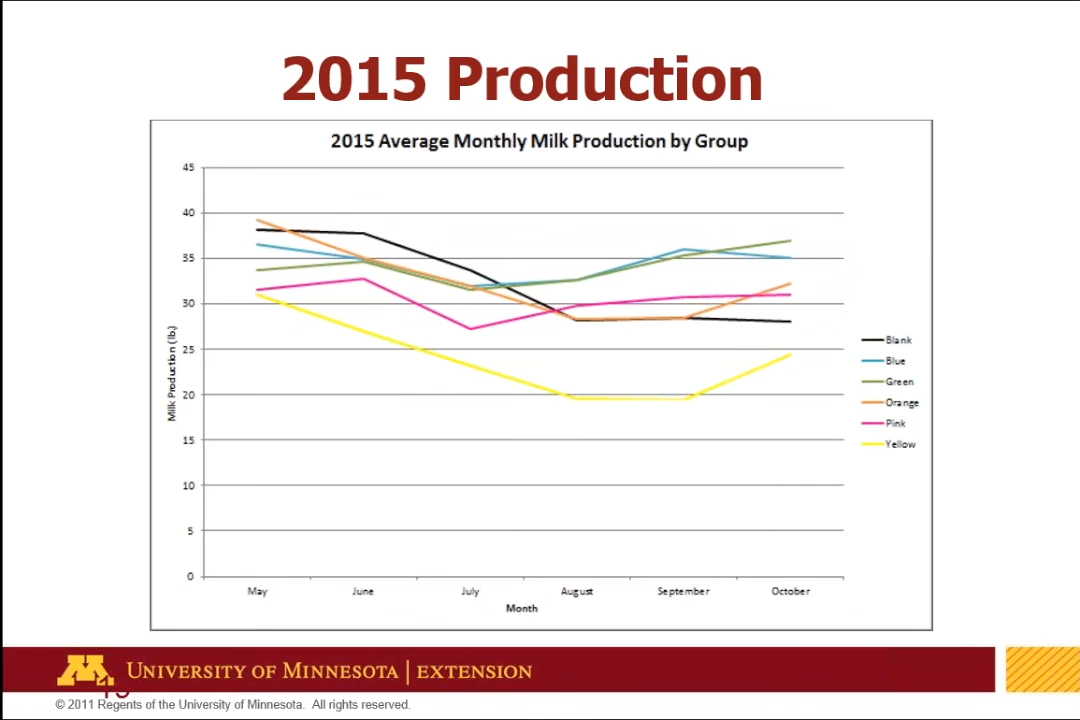 2015 Production
2015 Average Monthly Milk Production by Group
45
40
35
30
25
20
15
10
5
0
Milk Production (lb.)
May June July August September October
Month
Blank
Blue
Green
Orange
Pink
Yellow
M
UNIVERSITY OF MINNESOTA | EXTENSION
© 2011 Regents of the University of Minnesota. All rights reserved.